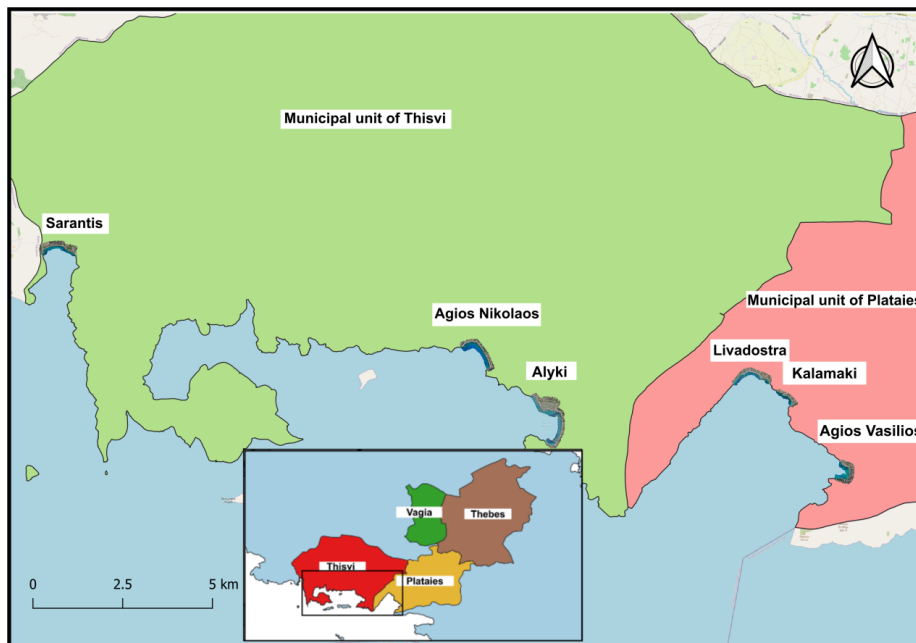 Municipal unit of Thisvi
Sarantis
Agios Nikolaos
Municipal unit of Plataies
Livadostra
Alyki
Kalamaki
Agios Vasilios
Vagia
Thebes
Thisvi
Plataies
0 2.5 5 km